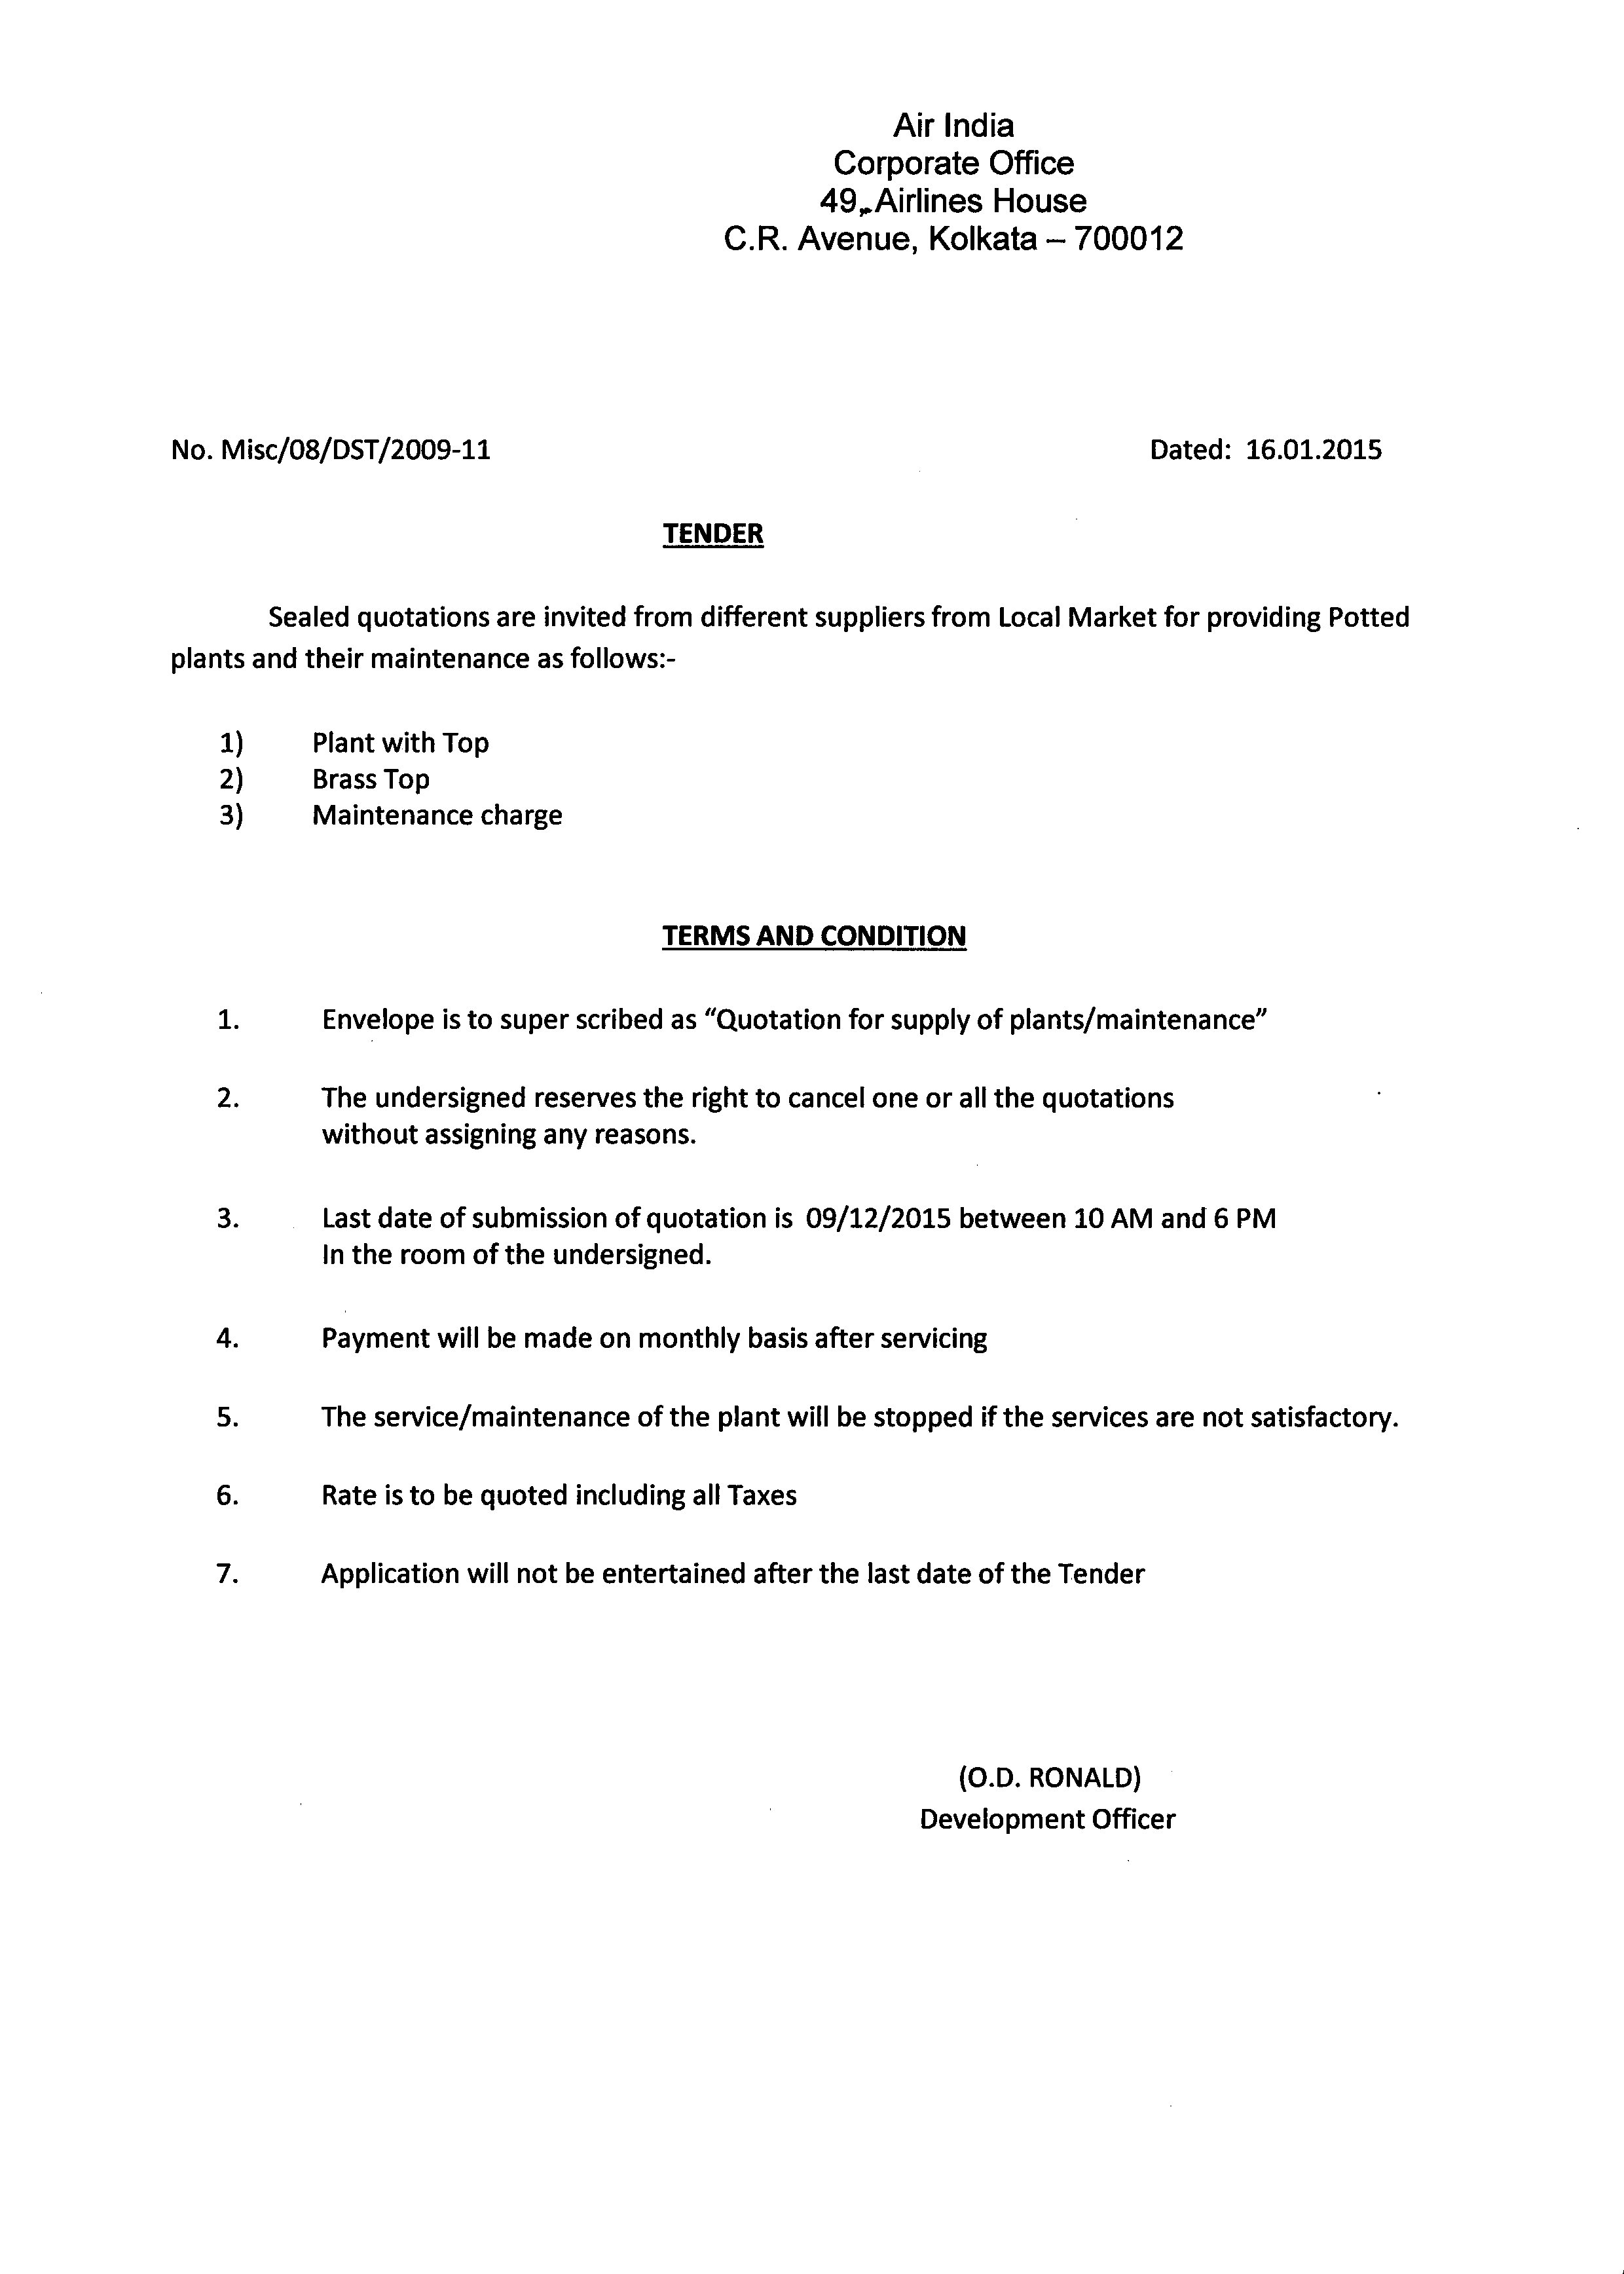 Air India
Corporate Office
49, Airlines House
C.R. Avenue, Kolkata – 700012
No. Misc/08/DST/2009-11 Dated: 16.01.2015
TENDER
Sealed quotations are invited from different suppliers from Local Market for providing Potted
plants and their maintenance as follows:-
1) Plant with Top
2) Brass Top
3) Maintenance charge
TERMS AND CONDITION
1. Envelope is to super scribed as “Quotation for supply of plants/maintenance”
2. The undersigned reserves the right to cancel one or all the quotations
without assigning any reasons.
3. Last date of submission of quotation is 09/12/2015 between 10 AM and 6 PM
In the room of the undersigned.
4. Payment will be made on monthly basis after servicing
5. The service/maintenance of the plant will be stopped if the services are not satisfactory.
6. Rate is to be quoted including all Taxes
7. Application will not be entertained after the last date of the Tender
(O.D. RONALD)
Development Officer